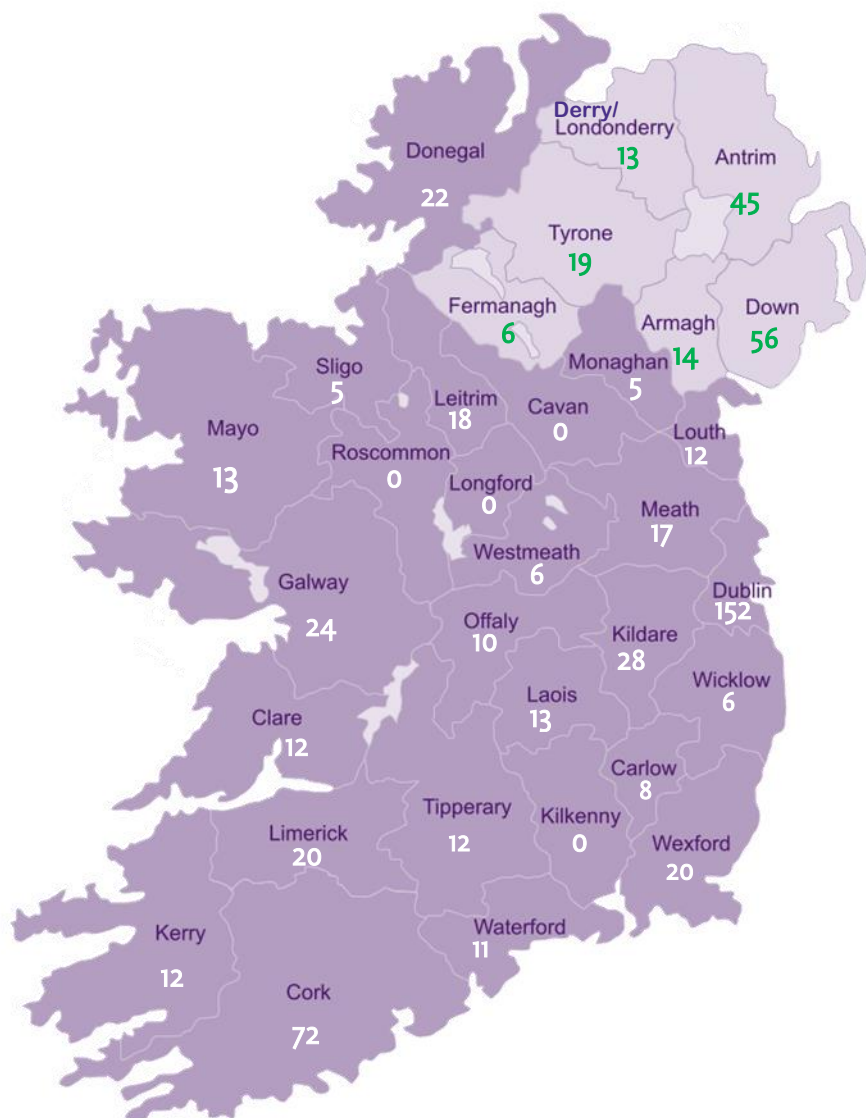 Derry/
Londonderry
13
Donegal
22
Antrim
45
Tyrone
19
Fermanagh
6
Armagh
14
Down
56
Monaghan
5
Sligo
5
Leitrim
18
Cavan
0
Mayo
13
Roscommon
0
Louth
12
Longford
0
Meath
17
Westmeath
6
Galway
24
Dublin
152
Offaly
10
Kildare
28
Wicklow
6
Laois
13
Clare
12
Carlow
8
Tipperary
12
Kilkenny
0
Limerick
20
Wexford
20
Kerry
12
Waterford
11
Cork
72